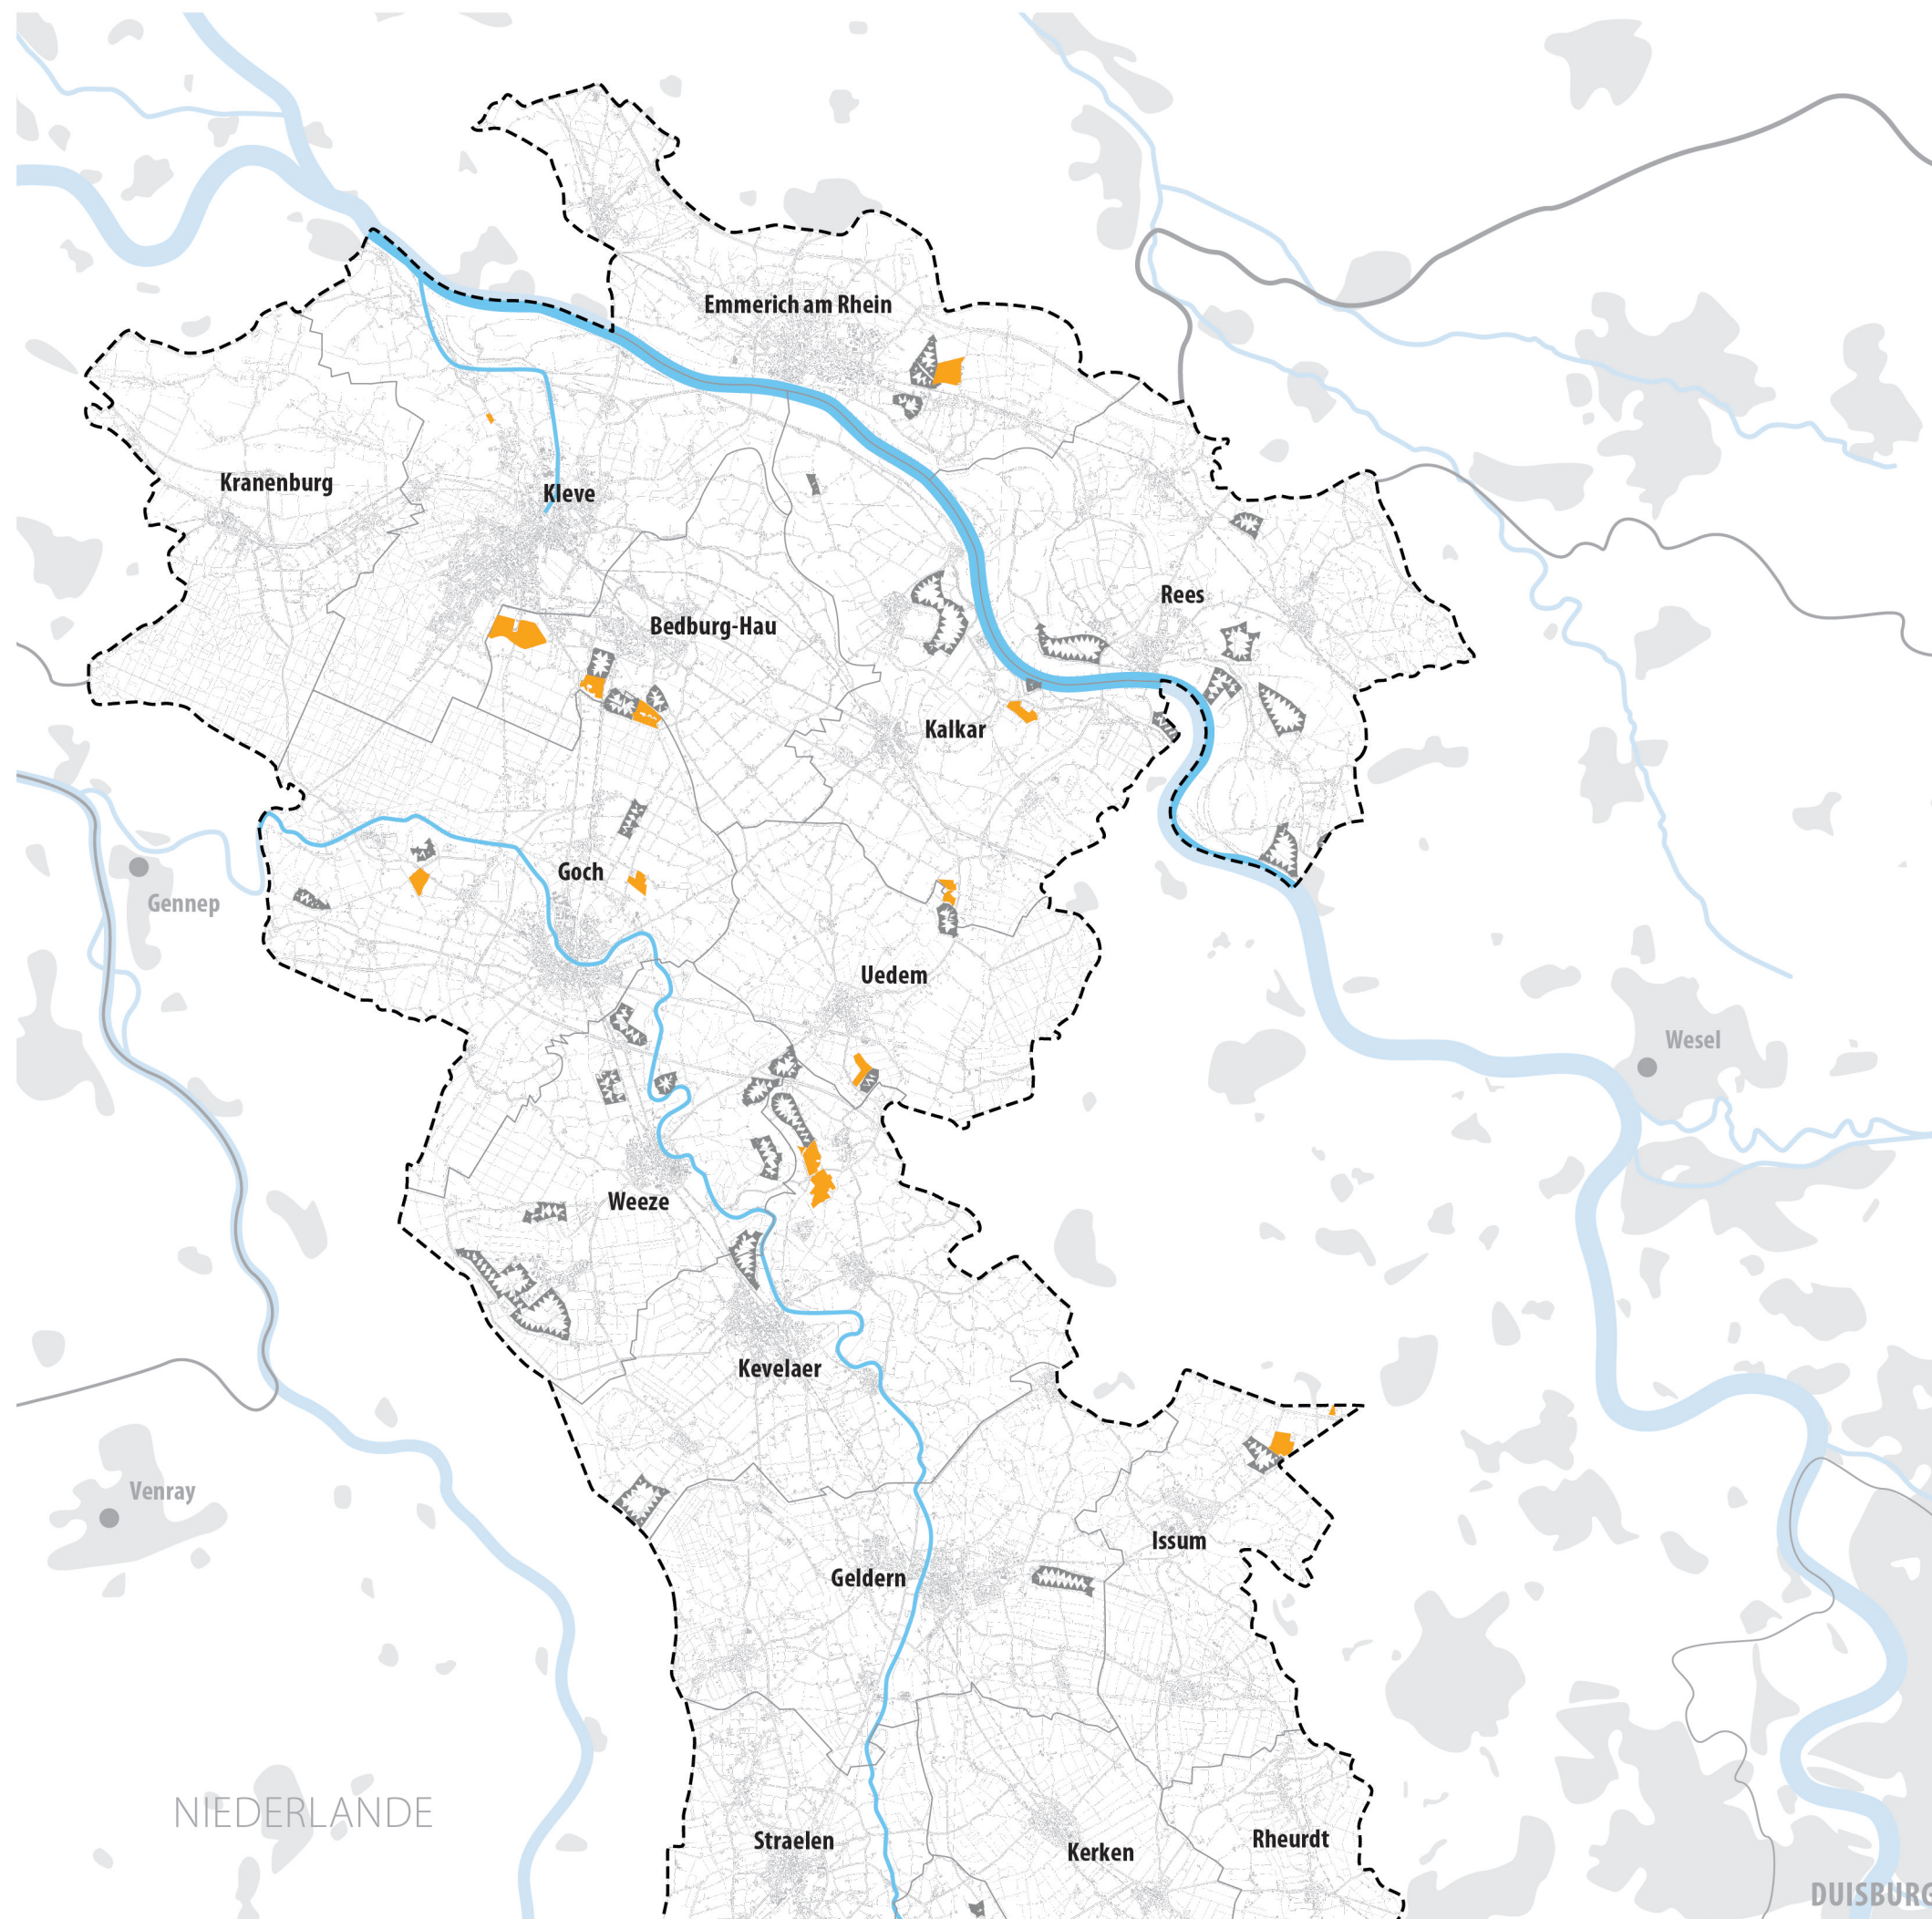 Emmerich am Rhein
Kranenburg
Kleve
Rees
Bedburg-Hau
Kalkar
Goch
Gennep
Uedem
Wesel
Weeze
Kevelaer
Venray
Issum
Geldern
NIEDERLANDE
Straelen
Rheurdt
Kerken
DUISBURG